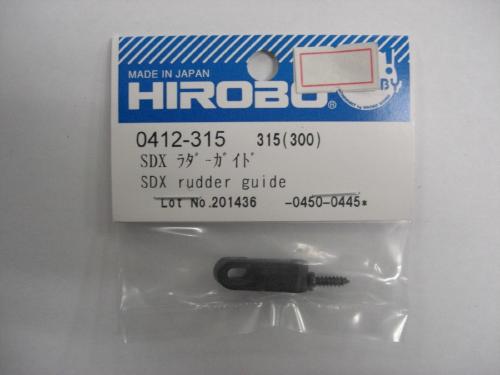 MADE IN JAPAN
HIROBO
0412-315 315(300)
SDX ﾗﾀﾞｰｶﾞｲﾄﾞ
SDX rudder guide
Lot No.201436 -0450-0445*